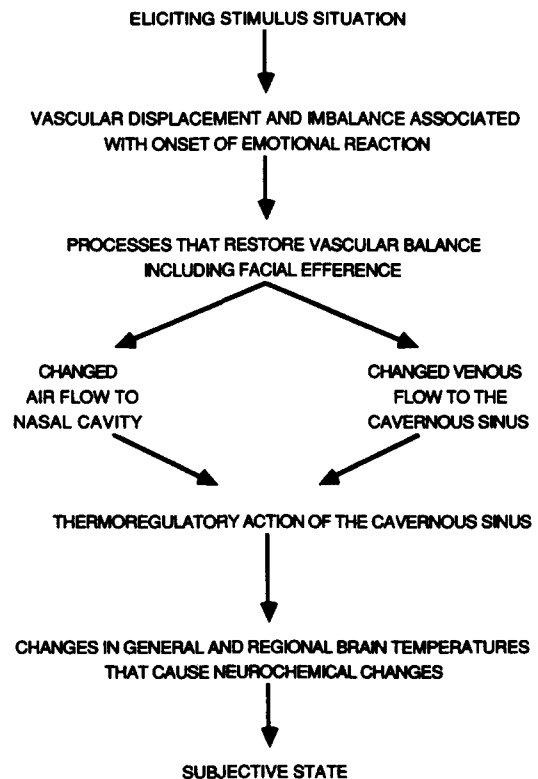 ELICITING STIMULUS SITUATION
VASCULAR DISPLACEMENT AND IMBALANCE ASSOCIATED
WITH ONSET OF EMOTIONAL REACTION
PROCESSES THAT RESTORE VASCULAR BALANCE
INCLUDING FACIAL EFFERENCE
CHANGED
AIR FLOW TO
NASAL CAVITY
CHANGED VENOUS
FLOW TO THE
CAVERNOUS SINUS
THERMOREGULATORY ACTION OF THE CAVERNOUS SINUS
CHANGES IN GENERAL AND REGIONAL BRAIN TEMPERATURES
THAT CAUSE NEUROCHEMICAL CHANGES
SUBJECTIVE STATE